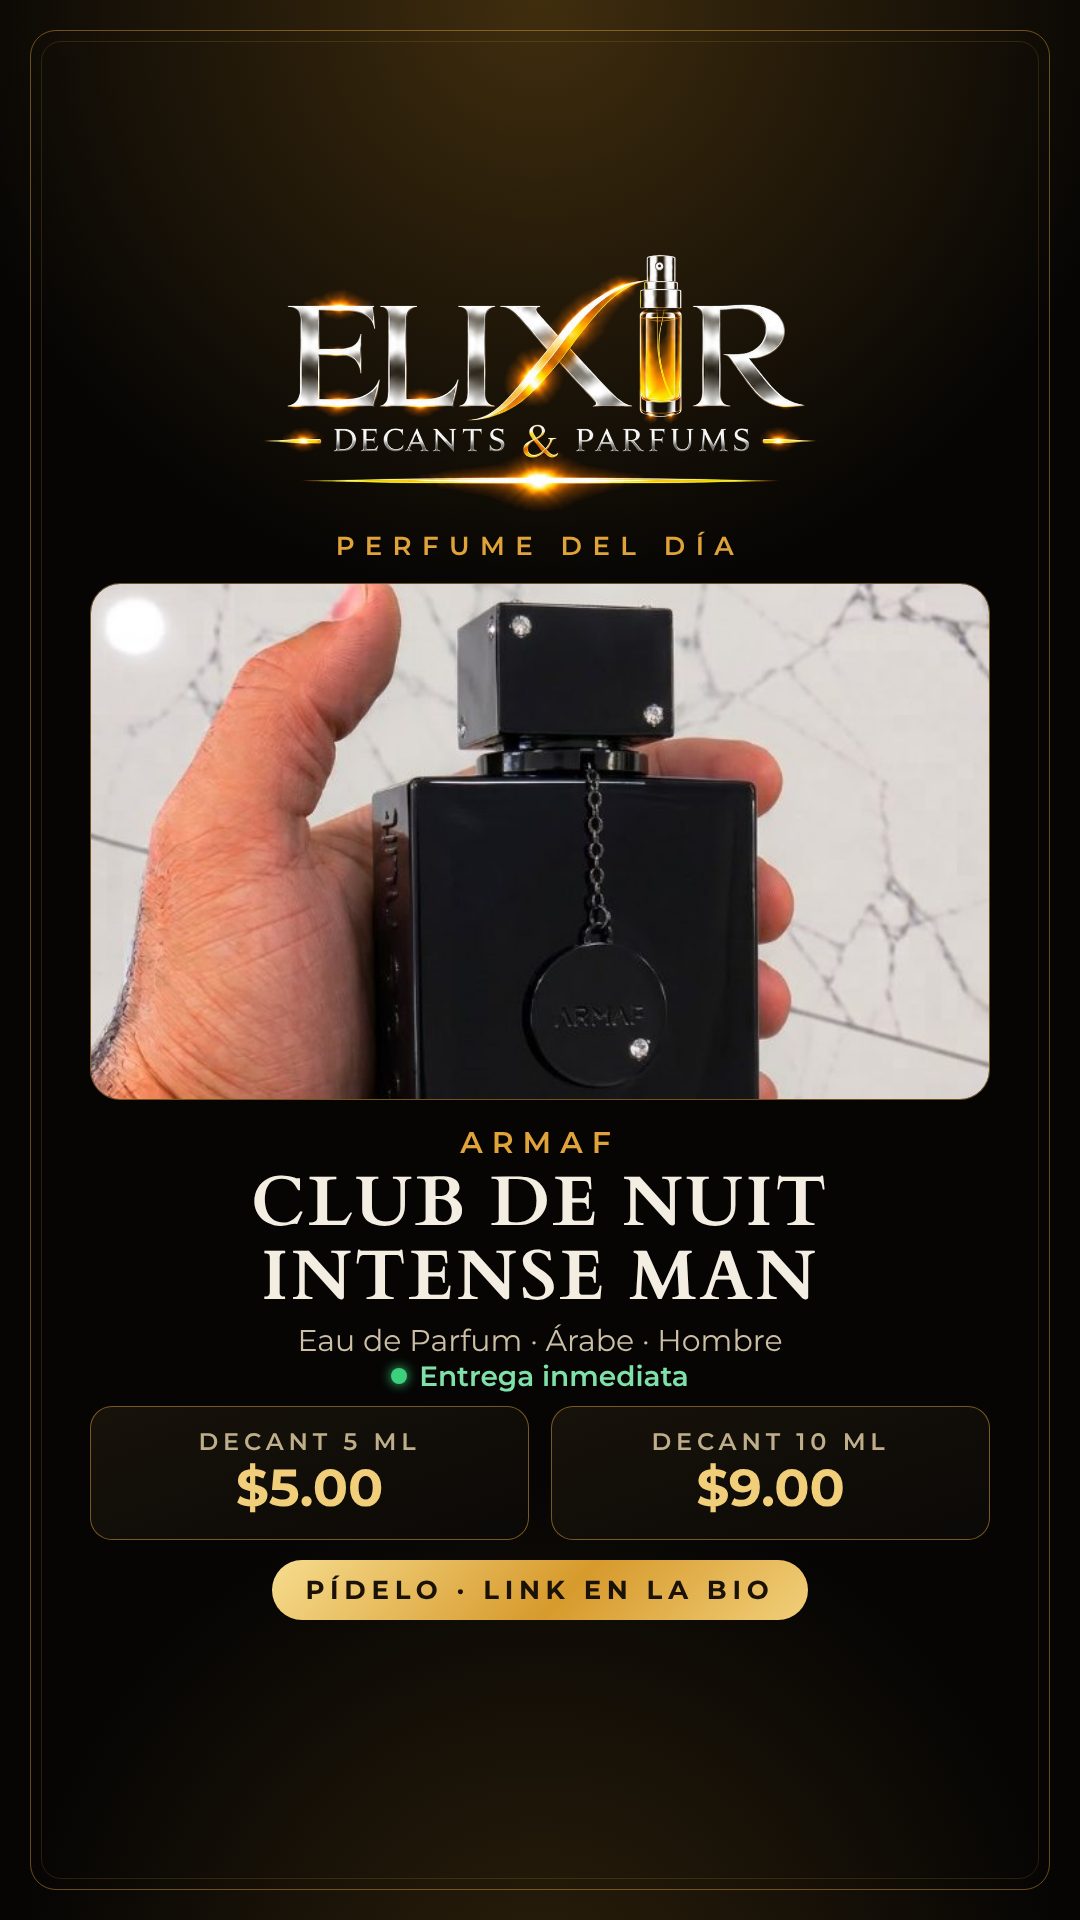 ELIXIR
DECANTS & PARFUMS
PERFUME DEL DÍA
ARMAF
ARMAF
CLUB DE NUIT
INTENSE MAN
Eau de Parfum · Árabe · Hombre
Entrega inmediata
DECANT 5 ML
$5.00
DECANT 10 ML
$9.00
PÍDELO · LINK EN LA BIO